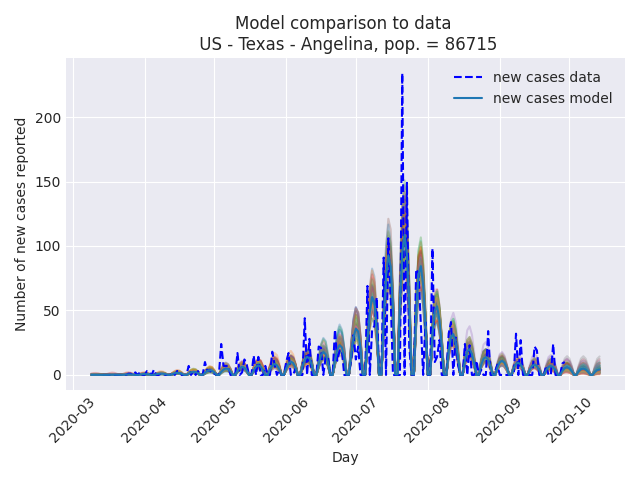 Model comparison to data
US - Texas - Angelina, pop. = 86715
new cases data
new cases model
Number of new cases reported
200
150
100
50
0
2020-03
2020-04
2020-05
2020-06
2020-07
2020-08
2020-09
2020-10
Day